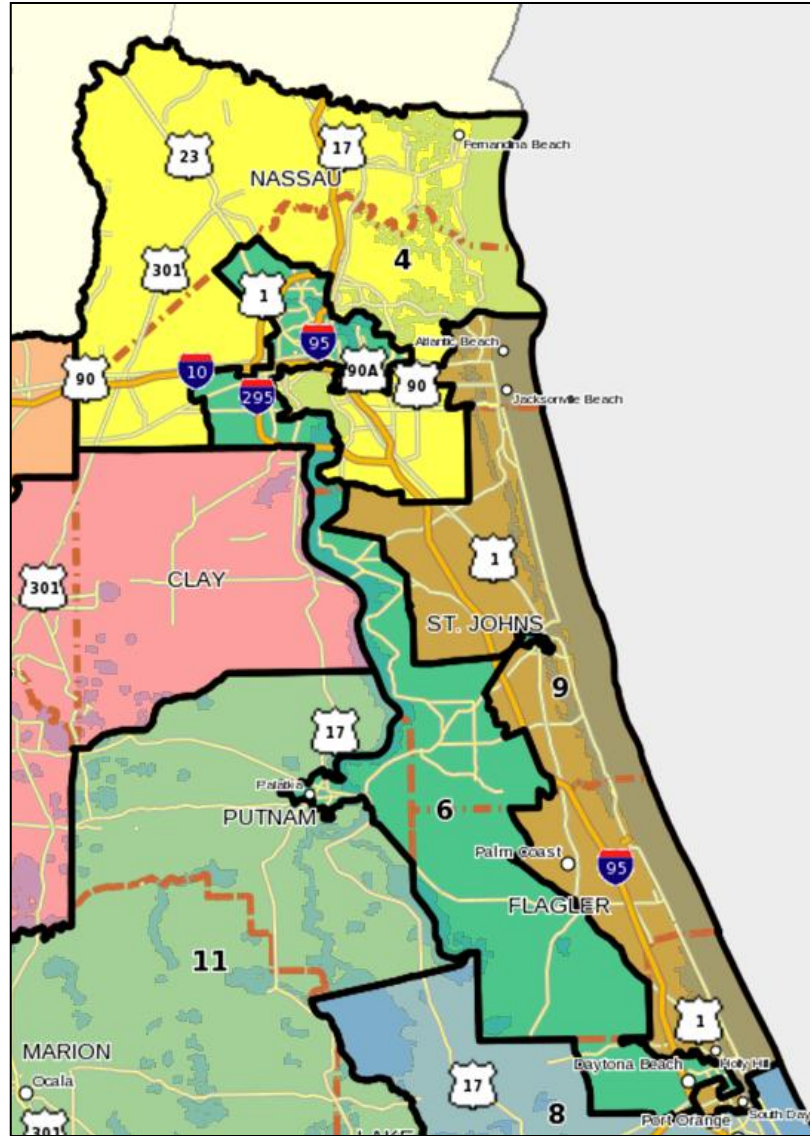 17
23
Fernandina Beach
NASSAU
4
301
1
95
Atlantic Beach
10
90A
90
90
295
Jacksonville Beach
1
CLAY
301
ST. JOHNS
9
17
Palatka
PUTNAM
6
Palm Coast
95
FLAGLER
11
1
MARION
Daytona Beach
Holly Hill
Ocala
17
8
South Day
Port Orange
301
LAKE